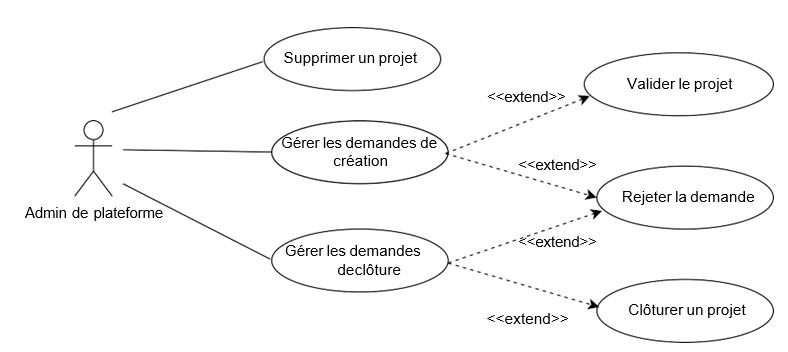 Supprimer un projet
Valider le projet
<<extend>>
Gérer les demandes de
création
<<extend>>
Rejeter la demande
Admin de plateforme
<<extend>>
Gérer les demandes
declôture
Clôturer un projet
<<extend>>